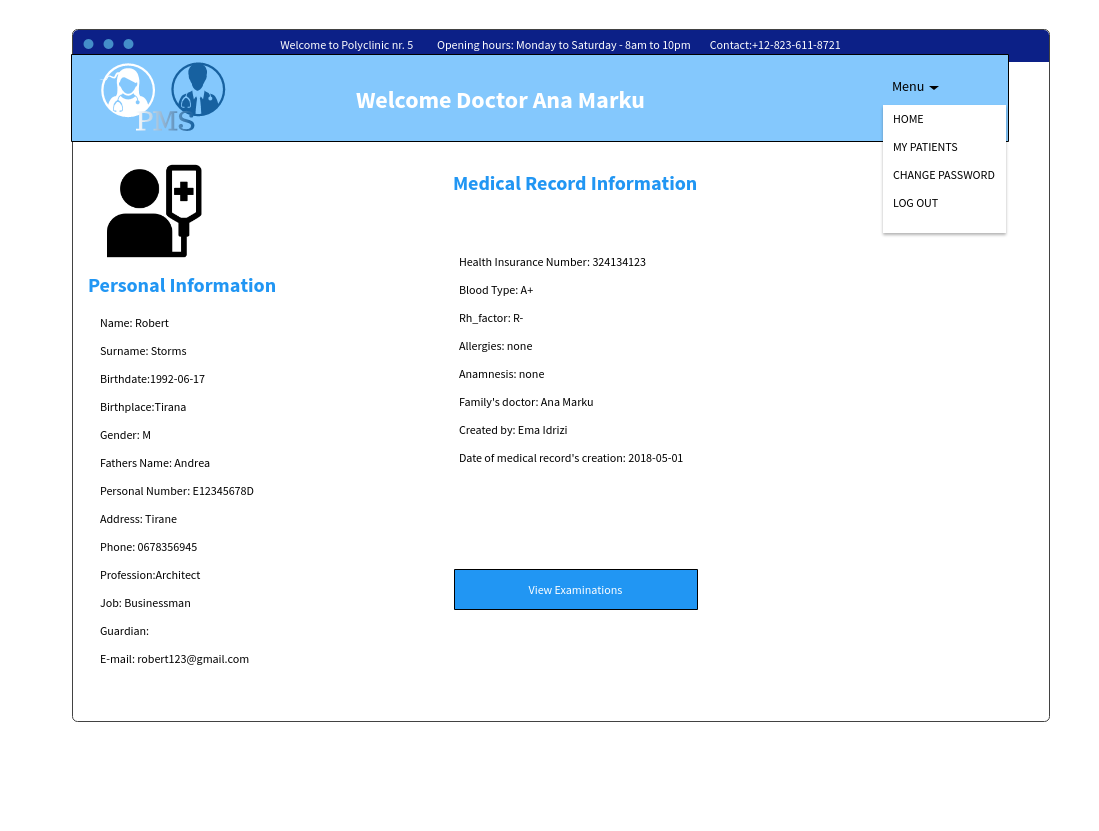 Welcome to Polyclinic nr. 5 Opening hours: Monday to Saturday - 8am to 10pm Contact:+12-823-611-8721
PMS
Welcome Doctor Ana Marku
Menu
HOME
MY PATIENTS
CHANGE PASSWORD
LOG OUT
Personal Information
Name: Robert
Surname: Storms
Birthdate:1992-06-17
Birthplace:Tirana
Gender: M
Fathers Name: Andrea
Personal Number: E12345678D
Address: Tirane
Phone: 0678356945
Profession:Architect
Job: Businessman
Guardian:
E-mail: robert123@gmail.com
Medical Record Information
Health Insurance Number: 324134123
Blood Type: A+
Rh_factor: R-
Allergies: none
Anamnesis: none
Family's doctor: Ana Marku
Created by: Ema Idrizi
Date of medical record's creation: 2018-05-01
View Examinations